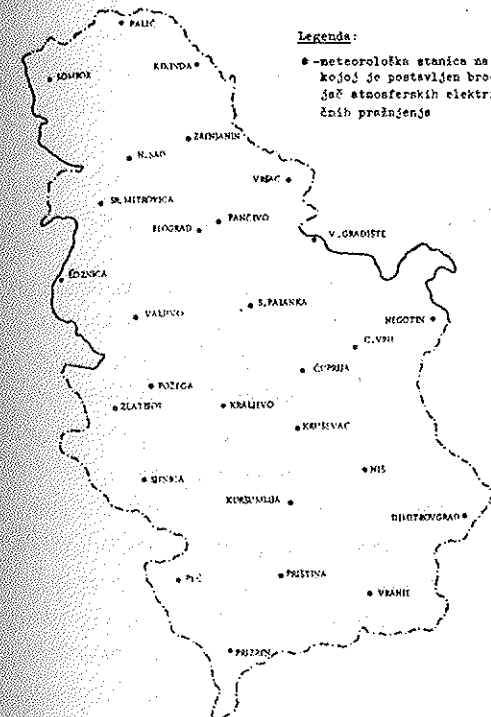 PALIĆ
Legenda:
-meteorološka stanica na
kojoj je postavljen bro-
jač atmosferskih elektri-
čnih pražnjenja
KIKINDA
SOMBOR
ZRENJANIN
N.SAD
VRŠAC
SR.MITROVICA
PANČEVO
BEOGRAD
V.GRADIŠTE
LOZNICA
S.PALANKA
VALJEVO
NEGOTIN
C.VRH
ĆUPRIJA
POŽEGA
ZLATIBOR
KRALJEVO
KRUŠEVAC
NIŠ
SJENICA
KURŠUMLIJA
DIMITROVGRAD
PEĆ
PRIŠTINA
VRANJE
PRIZREN